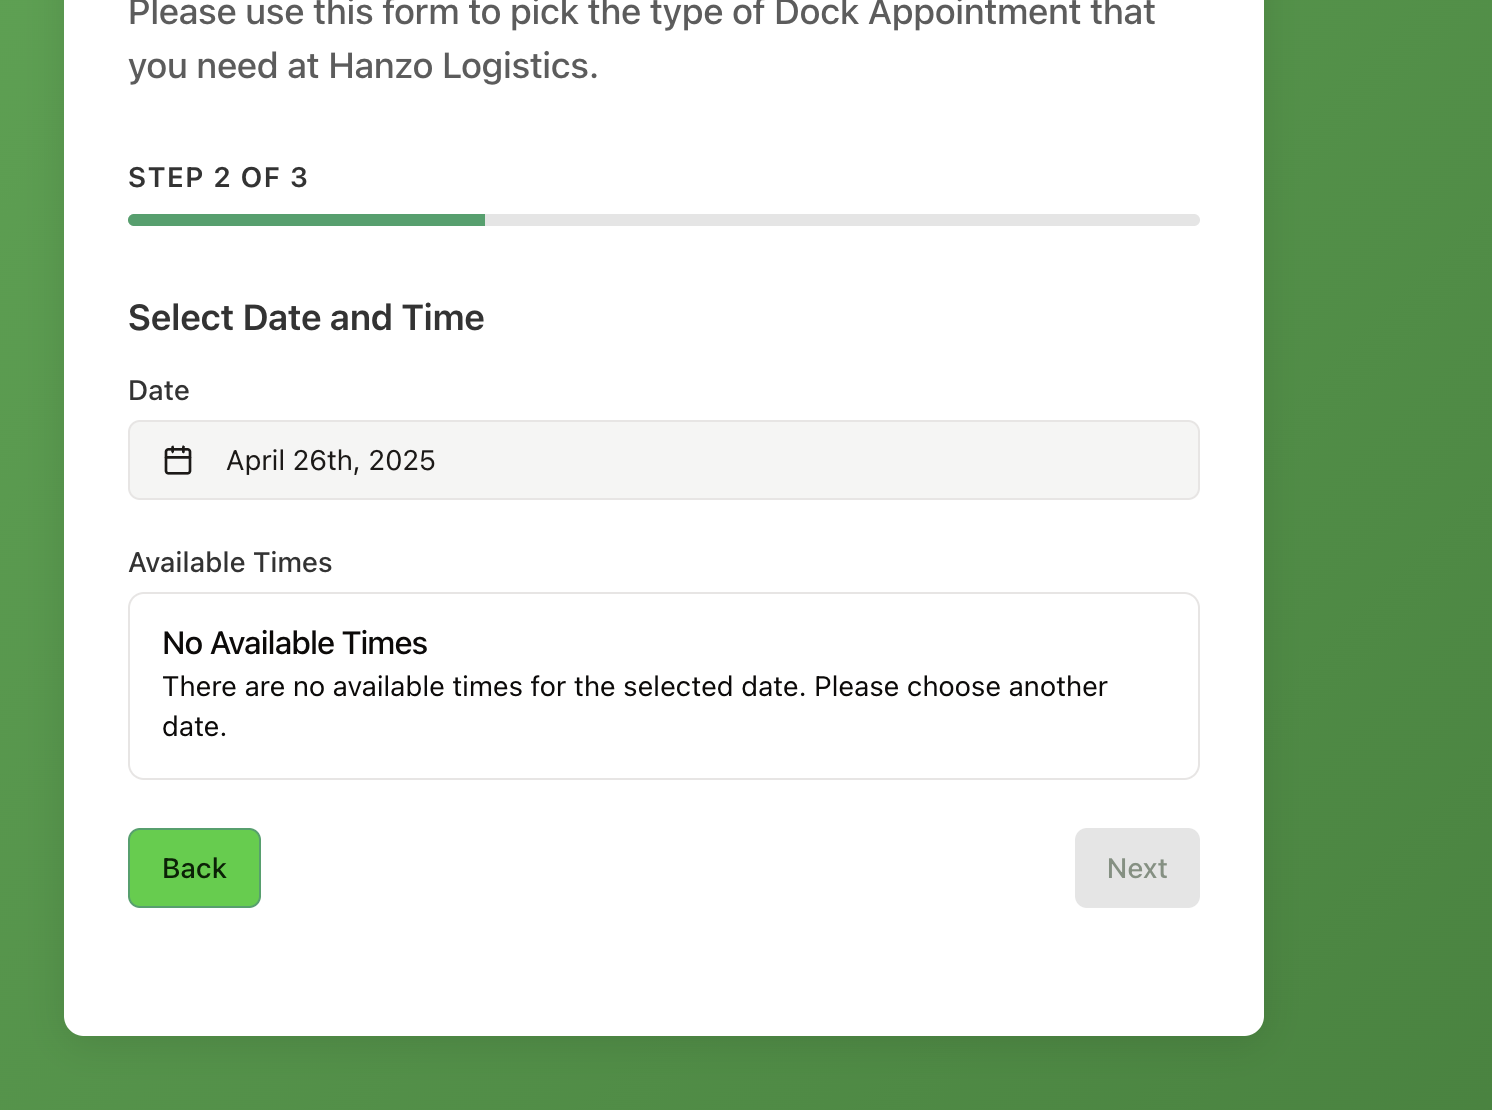 Please use this form to pick the type of Dock Appointment that
you need at Hanzo Logistics.
STEP 2 OF 3
Select Date and Time
Date
April 26th, 2025
Available Times
No Available Times
There are no available times for the selected date. Please choose another
date.
Back
Next